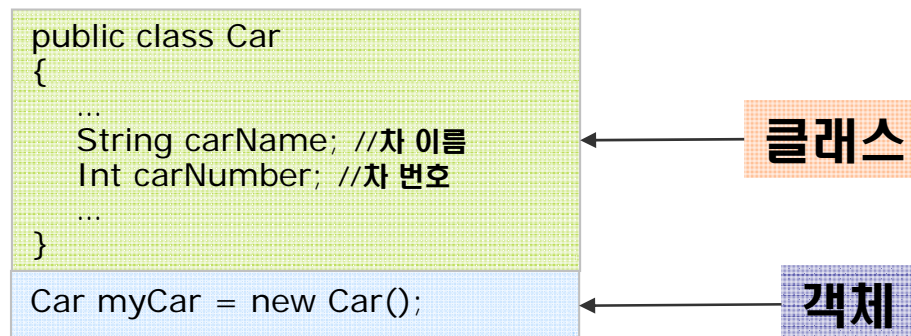 public class Car
{
...
String carName; //차 이름
Int carNumber; //차 번호
...
}
클래스
Car myCar = new Car();
객체